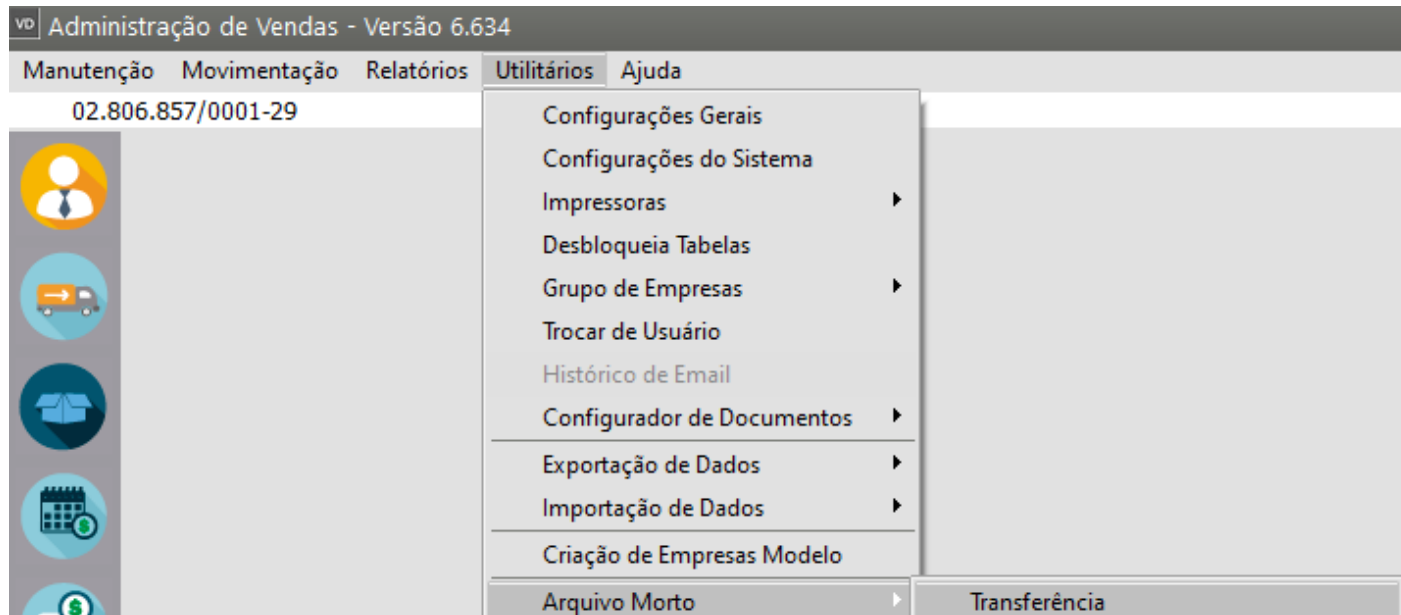 VD Administração de Vendas - Versão 6.634
Manutenção Movimentação Relatórios Utilitários Ajuda
02.806.857/0001-29
Configurações Gerais
Configurações do Sistema
Impressoras
Desbloqueia Tabelas
Grupo de Empresas
Trocar de Usuário
Histórico de Email
Configurador de Documentos
Exportação de Dados
Importação de Dados
Criação de Empresas Modelo
Arquivo Morto Transferência
$
$